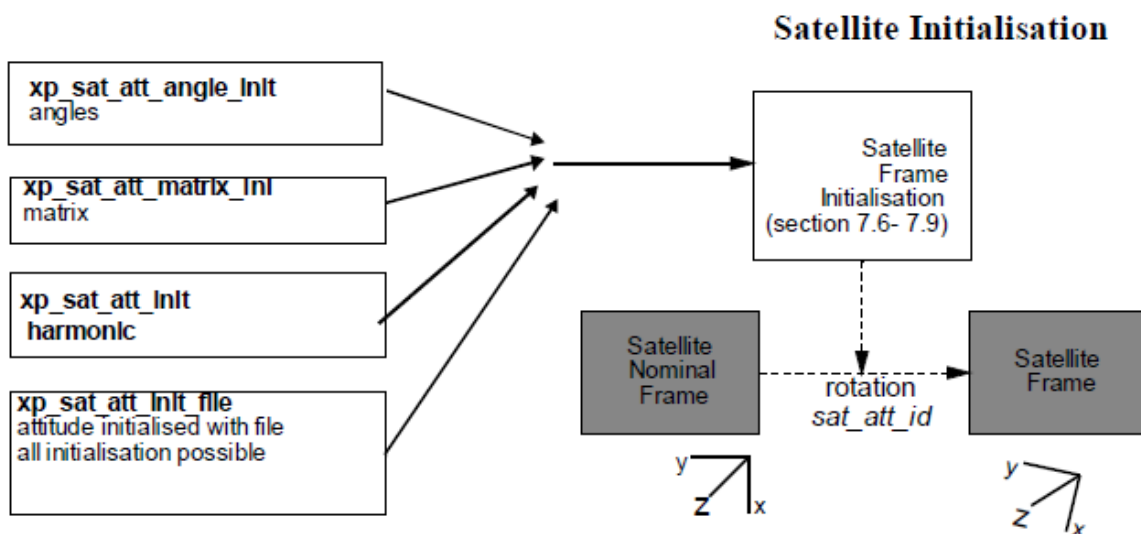 Satellite Initialisation
xp_sat_att_angle_init
angles
xp_sat_att_matrix_ini
matrix
xp_sat_att_init
harmonic
xp_sat_att_init_file
attitude initialised with file
all initialisation possible
Satellite
Frame
Initialisation
(section 7.6- 7.9)
Satellite
Nominal
Frame
rotation
sat_att_id
Satellite
Frame
y
z
x
y
z
x